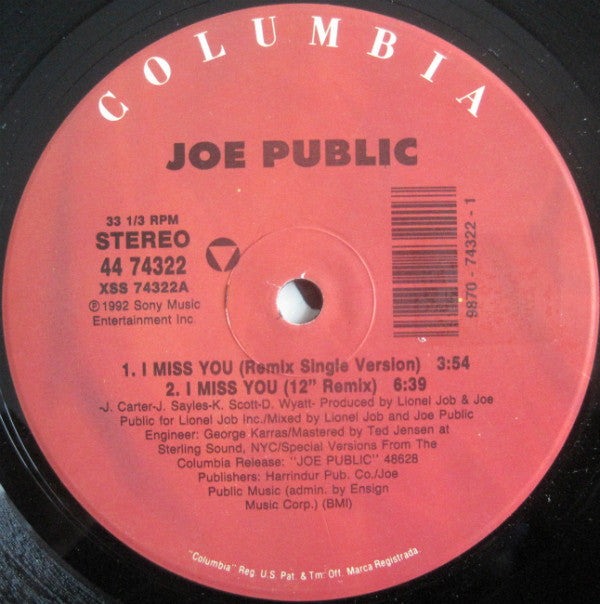 COLUMBIA
JOE PUBLIC
33 1/3 RPM
STEREO
44 74322
XSS 74322A
℗1992 Sony Music
Entertainment Inc.
9870 - 74322 - 1
1. I MISS YOU (Remix Single Version) 3:54
2. I MISS YOU (12” Remix) 6:39
-J. Carter-J. Sayles-K. Scott-D. Wyatt- Produced by Lionel Job & Joe
Public for Lionel Job Inc./Mixed by Lionel Job and Joe Public
Engineer: George Karras/Mastered by Ted Jensen at
Sterling Sound, NYC/Special Versions From The
Columbia Release: "JOE PUBLIC" 48628
Publishers: Harrindur Pub. Co./Joe
Public Music (admin. by Ensign
Music Corp.) (BMI)
"Columbia" Reg. U.S. Pat. & Tm. Off. Marca Registrada.